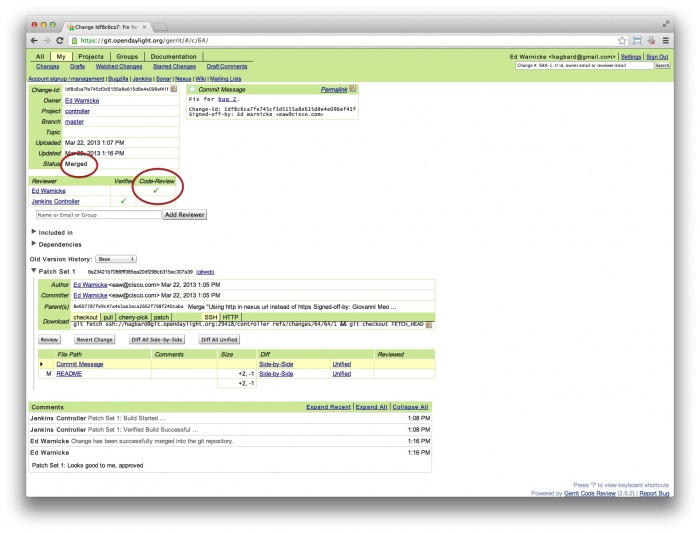 Change Idf8c6ca7: Fix for
https://git.opendaylight.org/gerrit/#/c/64/
All My Projects Groups Documentation
Ed Warnicke (hagbard@gmail.com) Settings Sign Out
Changes Drafts Watched Changes Starred Changes Draft Comments
Change #, SHA-1, tr:id, owner:email or reviewer:email Search
Account signup / management | Bugzilla | Jenkins | Sonar | Nexus | Wiki | Mailing Lists
Change-Id: Idf8c6ca7fe745cf3d5155a8e615d8e4e096ef41f
Owner Ed Warnicke
Project controller
Branch master
Topic
Uploaded Mar 22, 2013 1:07 PM
Updated Mar 22, 2013 1:16 PM
Status Merged
Commit Message Permalink
Fix for bug 2.
Change-Id: Idf8c6ca7fe745cf3d5155a8e615d8e4e096ef41f
Signed-off-by: Ed Warnicke <eaw@cisco.com>
Reviewer Verified Code-Review
Ed Warnicke ✓
Jenkins Controller ✓
Name or Email or Group Add Reviewer
Included in
Dependencies
Old Version History: Base
Patch Set 1 (gitweb)
Author Ed Warnicke <eaw@cisco.com> Mar 22, 2013 1:05 PM
Committer Ed Warnicke <eaw@cisco.com> Mar 22, 2013 1:05 PM
Parent(s) Merge "Using http in nexus url instead of https Signed-off-by: Giovanni Meo ...
Download checkout | pull | cherry-pick | patch SSH | HTTP
git fetch ssh://hagbard@git.opendaylight.org:29418/controller refs/changes/64/64/1 && git checkout FETCH_HEAD
Review Revert Change Diff All Side-by-Side Diff All Unified
File Path Comments Size Diff Reviewed
Commit Message Side-by-Side Unified
M README +2, -1 Side-by-Side Unified
+2, -1
Comments Expand Recent | Expand All | Collapse All
Jenkins Controller Patch Set 1: Build Started ... 1:08 PM
Jenkins Controller Patch Set 1: Verified Build Successful ... 1:08 PM
Ed Warnicke Change has been successfully merged into the git repository. 1:16 PM
Ed Warnicke 1:16 PM
Patch Set 1: Looks good to me, approved
Press '?' to view keyboard shortcuts
Powered by Gerrit Code Review (2.5.2) | Report Bug